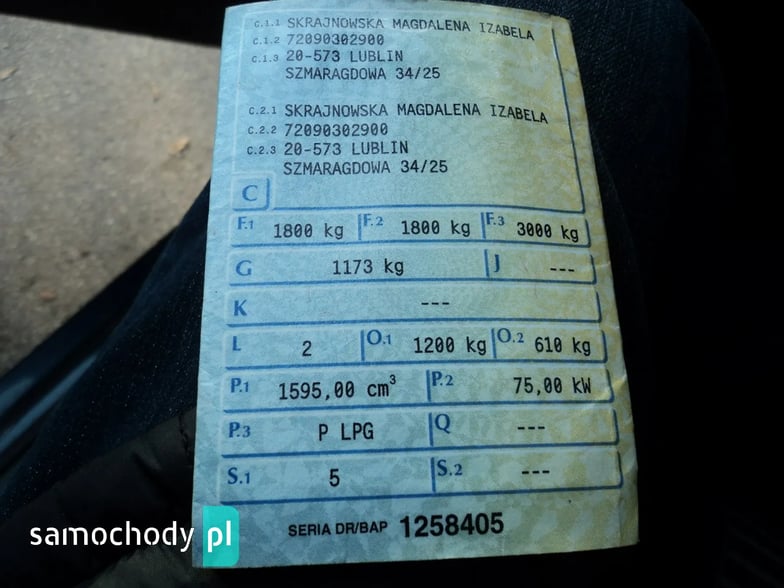 C.1.1 SKRAJNOWSKA MAGDALENA IZABELA
C.1.2 72090302900
C.1.3 20-573 LUBLIN
SZMARAGDOWA 34/25
C.2.1 SKRAJNOWSKA MAGDALENA IZABELA
C.2.2 72090302900
C.2.3 20-573 LUBLIN
SZMARAGDOWA 34/25
C
F.1 1800 kg F.2 1800 kg F.3 3000 kg
G 1173 kg J ---
K ---
L 2 O.1 1200 kg O.2 610 kg
P.1 1595,00 cm³ P.2 75,00 kW
P.3 P LPG Q ---
S.1 5 S.2 ---
SERIA DR/BAP 1258405
samochody pl